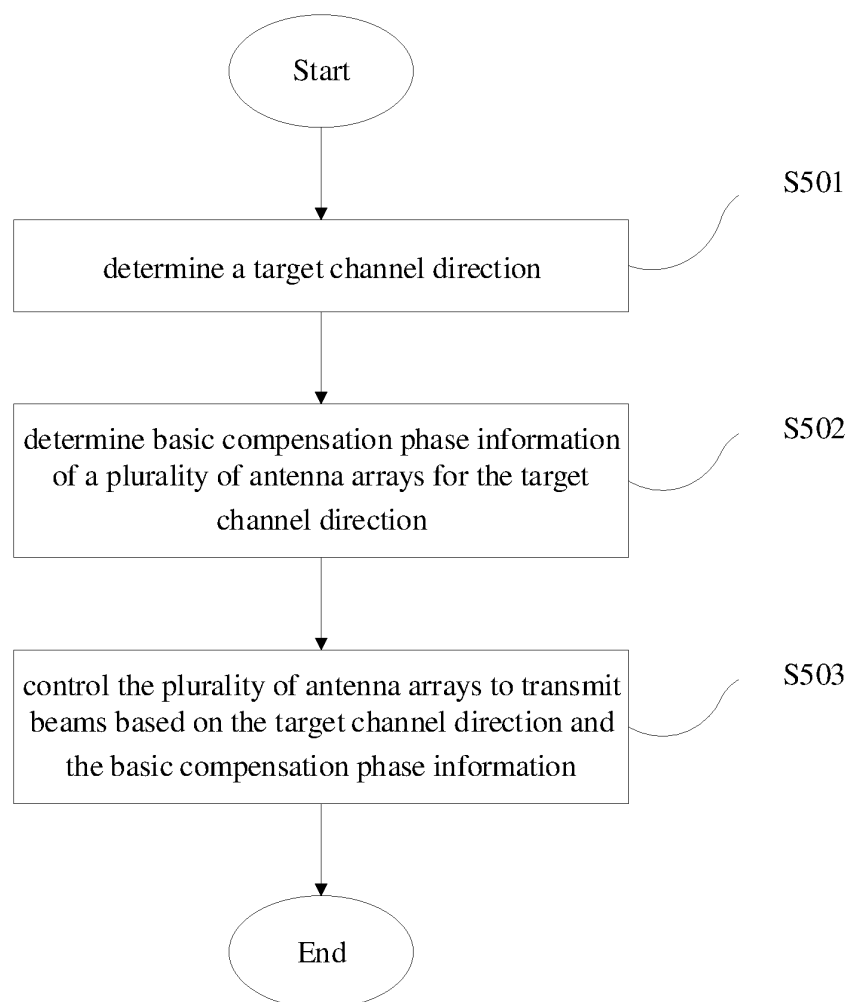 Start
S501
determine a target channel direction
S502
determine basic compensation phase information
of a plurality of antenna arrays for the target
channel direction
S503
control the plurality of antenna arrays to transmit
beams based on the target channel direction and
the basic compensation phase information
End